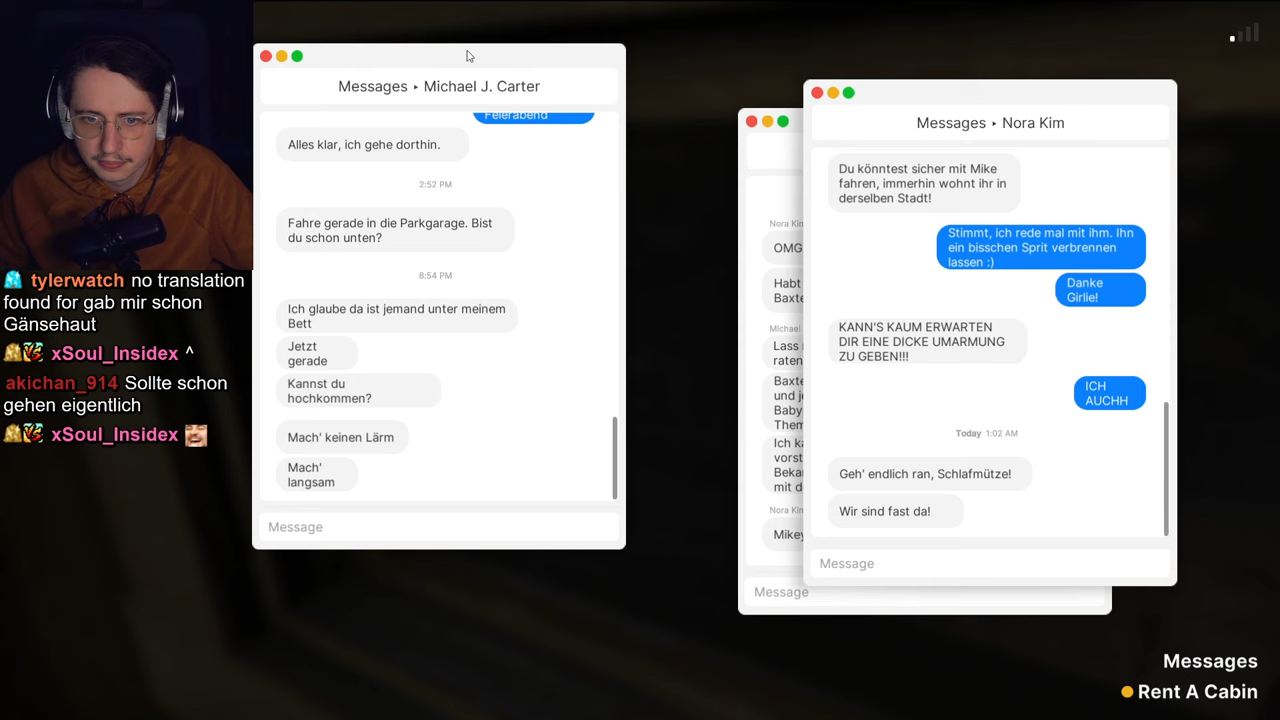 Messages ▸ Michael J. Carter
Feierabend
Alles klar, ich gehe dorthin.
2:52 PM
Fahre gerade in die Parkgarage. Bist
du schon unten?
8:54 PM
Ich glaube da ist jemand unter meinem
Bett
Jetzt
gerade
Kannst du
hochkommen?
Mach' keinen Lärm
Mach'
langsam
Message
Nora Kim
OMG
Habt
Baxte
Michael
Lass
raten
Baxte
und je
Baby
Them
Ich ka
vorst
Beka
mit d
Nora Kim
Mikey
Message
Messages ▸ Nora Kim
Du könntest sicher mit Mike
fahren, immerhin wohnt ihr in
derselben Stadt!
Stimmt, ich rede mal mit ihm. Ihn
ein bisschen Sprit verbrennen
lassen :)
Danke
Girlie!
KANN'S KAUM ERWARTEN
DIR EINE DICKE UMARMUNG
ZU GEBEN!!!
ICH
AUCHH
Today 1:02 AM
Geh' endlich ran, Schlafmütze!
Wir sind fast da!
Message
tylerwatch no translation
found for gab mir schon
Gänsehaut
xSoul_Insidex ^
akichan_914 Sollte schon
gehen eigentlich
xSoul_Insidex
Messages
Rent A Cabin